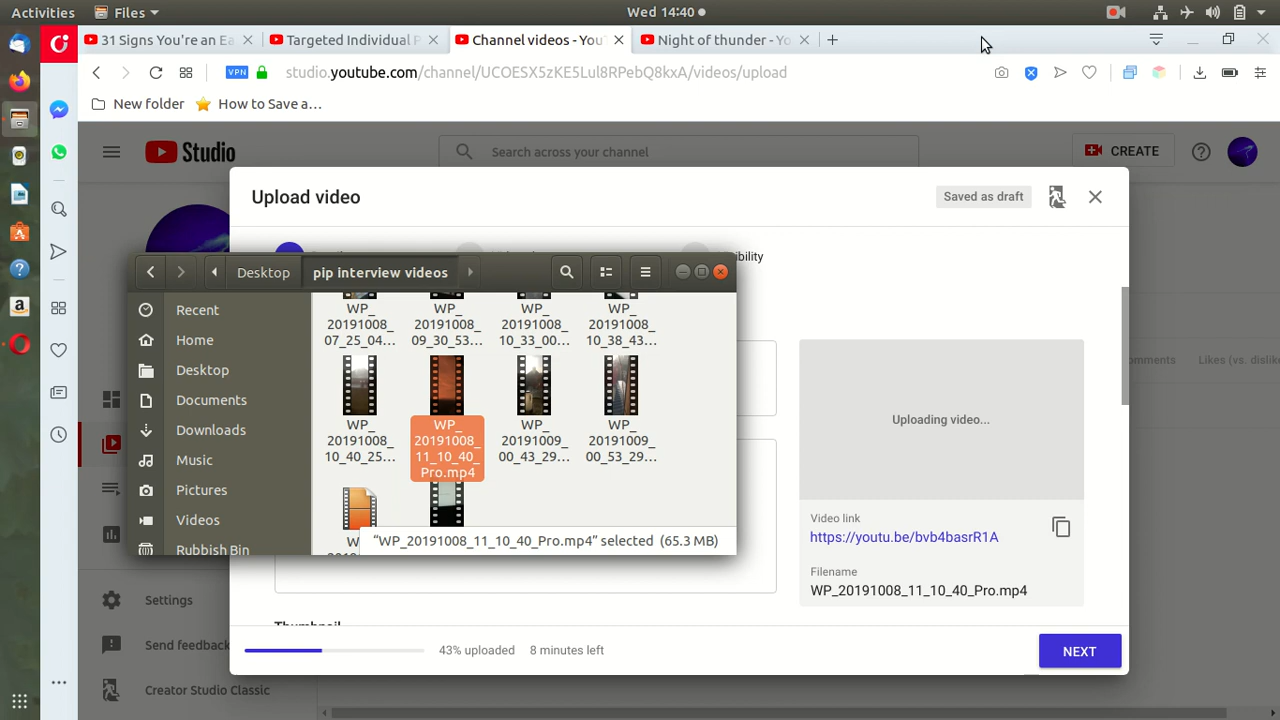 Activities
Files
Wed 14:40
31 Signs You're an Ea
Targeted Individual P
Channel videos - You
Night of thunder - Yo
VPN
studio.youtube.com/channel/UCOESX5zKE5Lul8RPebQ8kxA/videos/upload
New folder
How to Save a...
Studio
Search across your channel
CREATE
Upload video
Saved as draft
Desktop
pip interview videos
Recent
Home
Desktop
Documents
Downloads
Music
Pictures
Videos
Rubbish Bin
WP_
20191008_
07_25_04...
WP_
20191008_
09_30_53...
WP_
20191008_
10_33_00...
WP_
20191008_
10_38_43...
WP_
20191008_
10_40_25...
WP_
20191008_
11_10_40_
Pro.mp4
WP_
20191009_
00_43_29...
WP_
20191009_
00_53_29...
"WP_20191008_11_10_40_Pro.mp4" selected (65.3 MB)
Uploading video...
Video link
https://youtu.be/bvb4basrR1A
Filename
WP_20191008_11_10_40_Pro.mp4
43% uploaded
8 minutes left
NEXT
Settings
Send feedback
Creator Studio Classic
Likes (vs. dislike